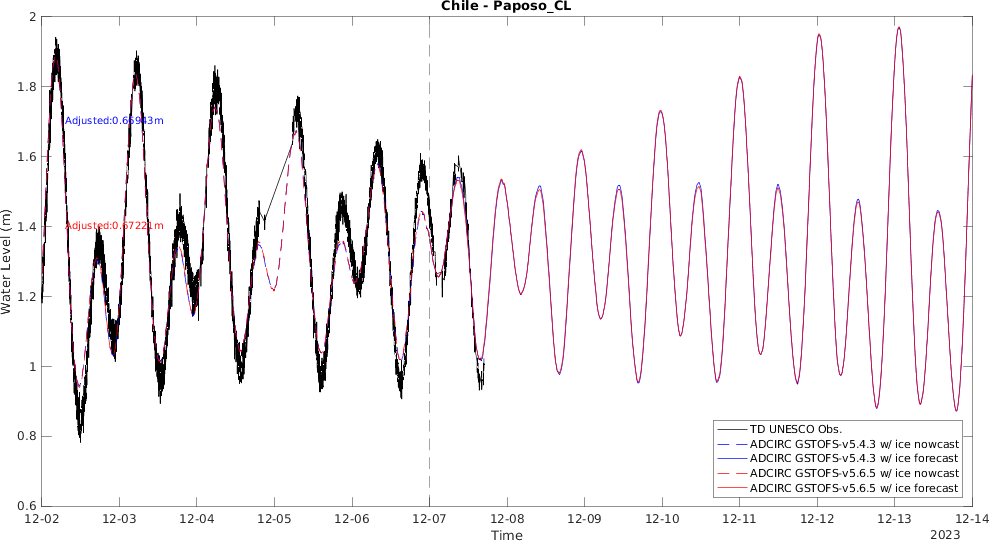 Chile - Paposo_CL
2
1.8
1.6
1.4
1.2
1
0.8
0.6
Water Level (m)
Adjusted:0.66943m
Adjusted:0.67221m
TD UNESCO Obs.
ADCIRC GSTOFS-v5.4.3 w/ ice nowcast
ADCIRC GSTOFS-v5.4.3 w/ ice forecast
ADCIRC GSTOFS-v5.6.5 w/ ice nowcast
ADCIRC GSTOFS-v5.6.5 w/ ice forecast
12-02 12-03 12-04 12-05 12-06 12-07 12-08 12-09 12-10 12-11 12-12 12-13 12-14
Time
2023